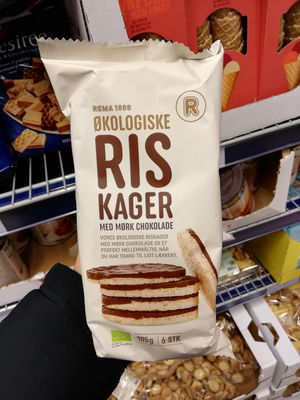 REMA 1000
R
ØKOLOGISKE
RIS
KAGER
MED MØRK CHOKOLADE
VORES ØKOLOGISKE RISKAGER
MED MØRK CHOKOLADE ER ET
PERFEKT MELLEMMÅLTID, NÅR
DU HAR TRANG TIL LIDT LÆKKERT.
105g 6 STK